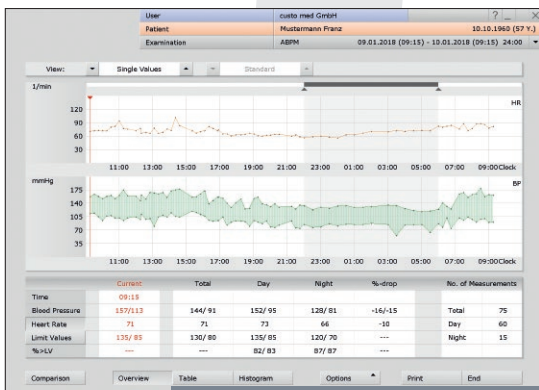 User custo med GmbH ? _ X
Patient Mustermann Franz 10.10.1960 (57 Y.)
Examination ABPM 09.01.2018 (09:15) - 10.01.2018 (09:15) 24:00
View: Single Values Standard
1/min
HR
120
90
60
30
11:00 13:00 15:00 17:00 19:00 21:00 23:00 01:00 03:00 05:00 07:00 09:00Clock
mmHg
BP
175
140
105
70
35
11:00 13:00 15:00 17:00 19:00 21:00 23:00 01:00 03:00 05:00 07:00 09:00Clock
Current Total Day Night %-drop No. of Measurements
Time
Blood Pressure 157/113 144/ 91 152/ 95 128/ 81 -16/-15 Total 75
Heart Rate 71 71 73 66 -10 Day 60
Limit Values 135/ 85 130/ 80 135/ 85 120/ 70 --- Night 15
%>LV --- 82/ 83 87/ 87 ---
Comparison Overview Table Histogram Options Print End